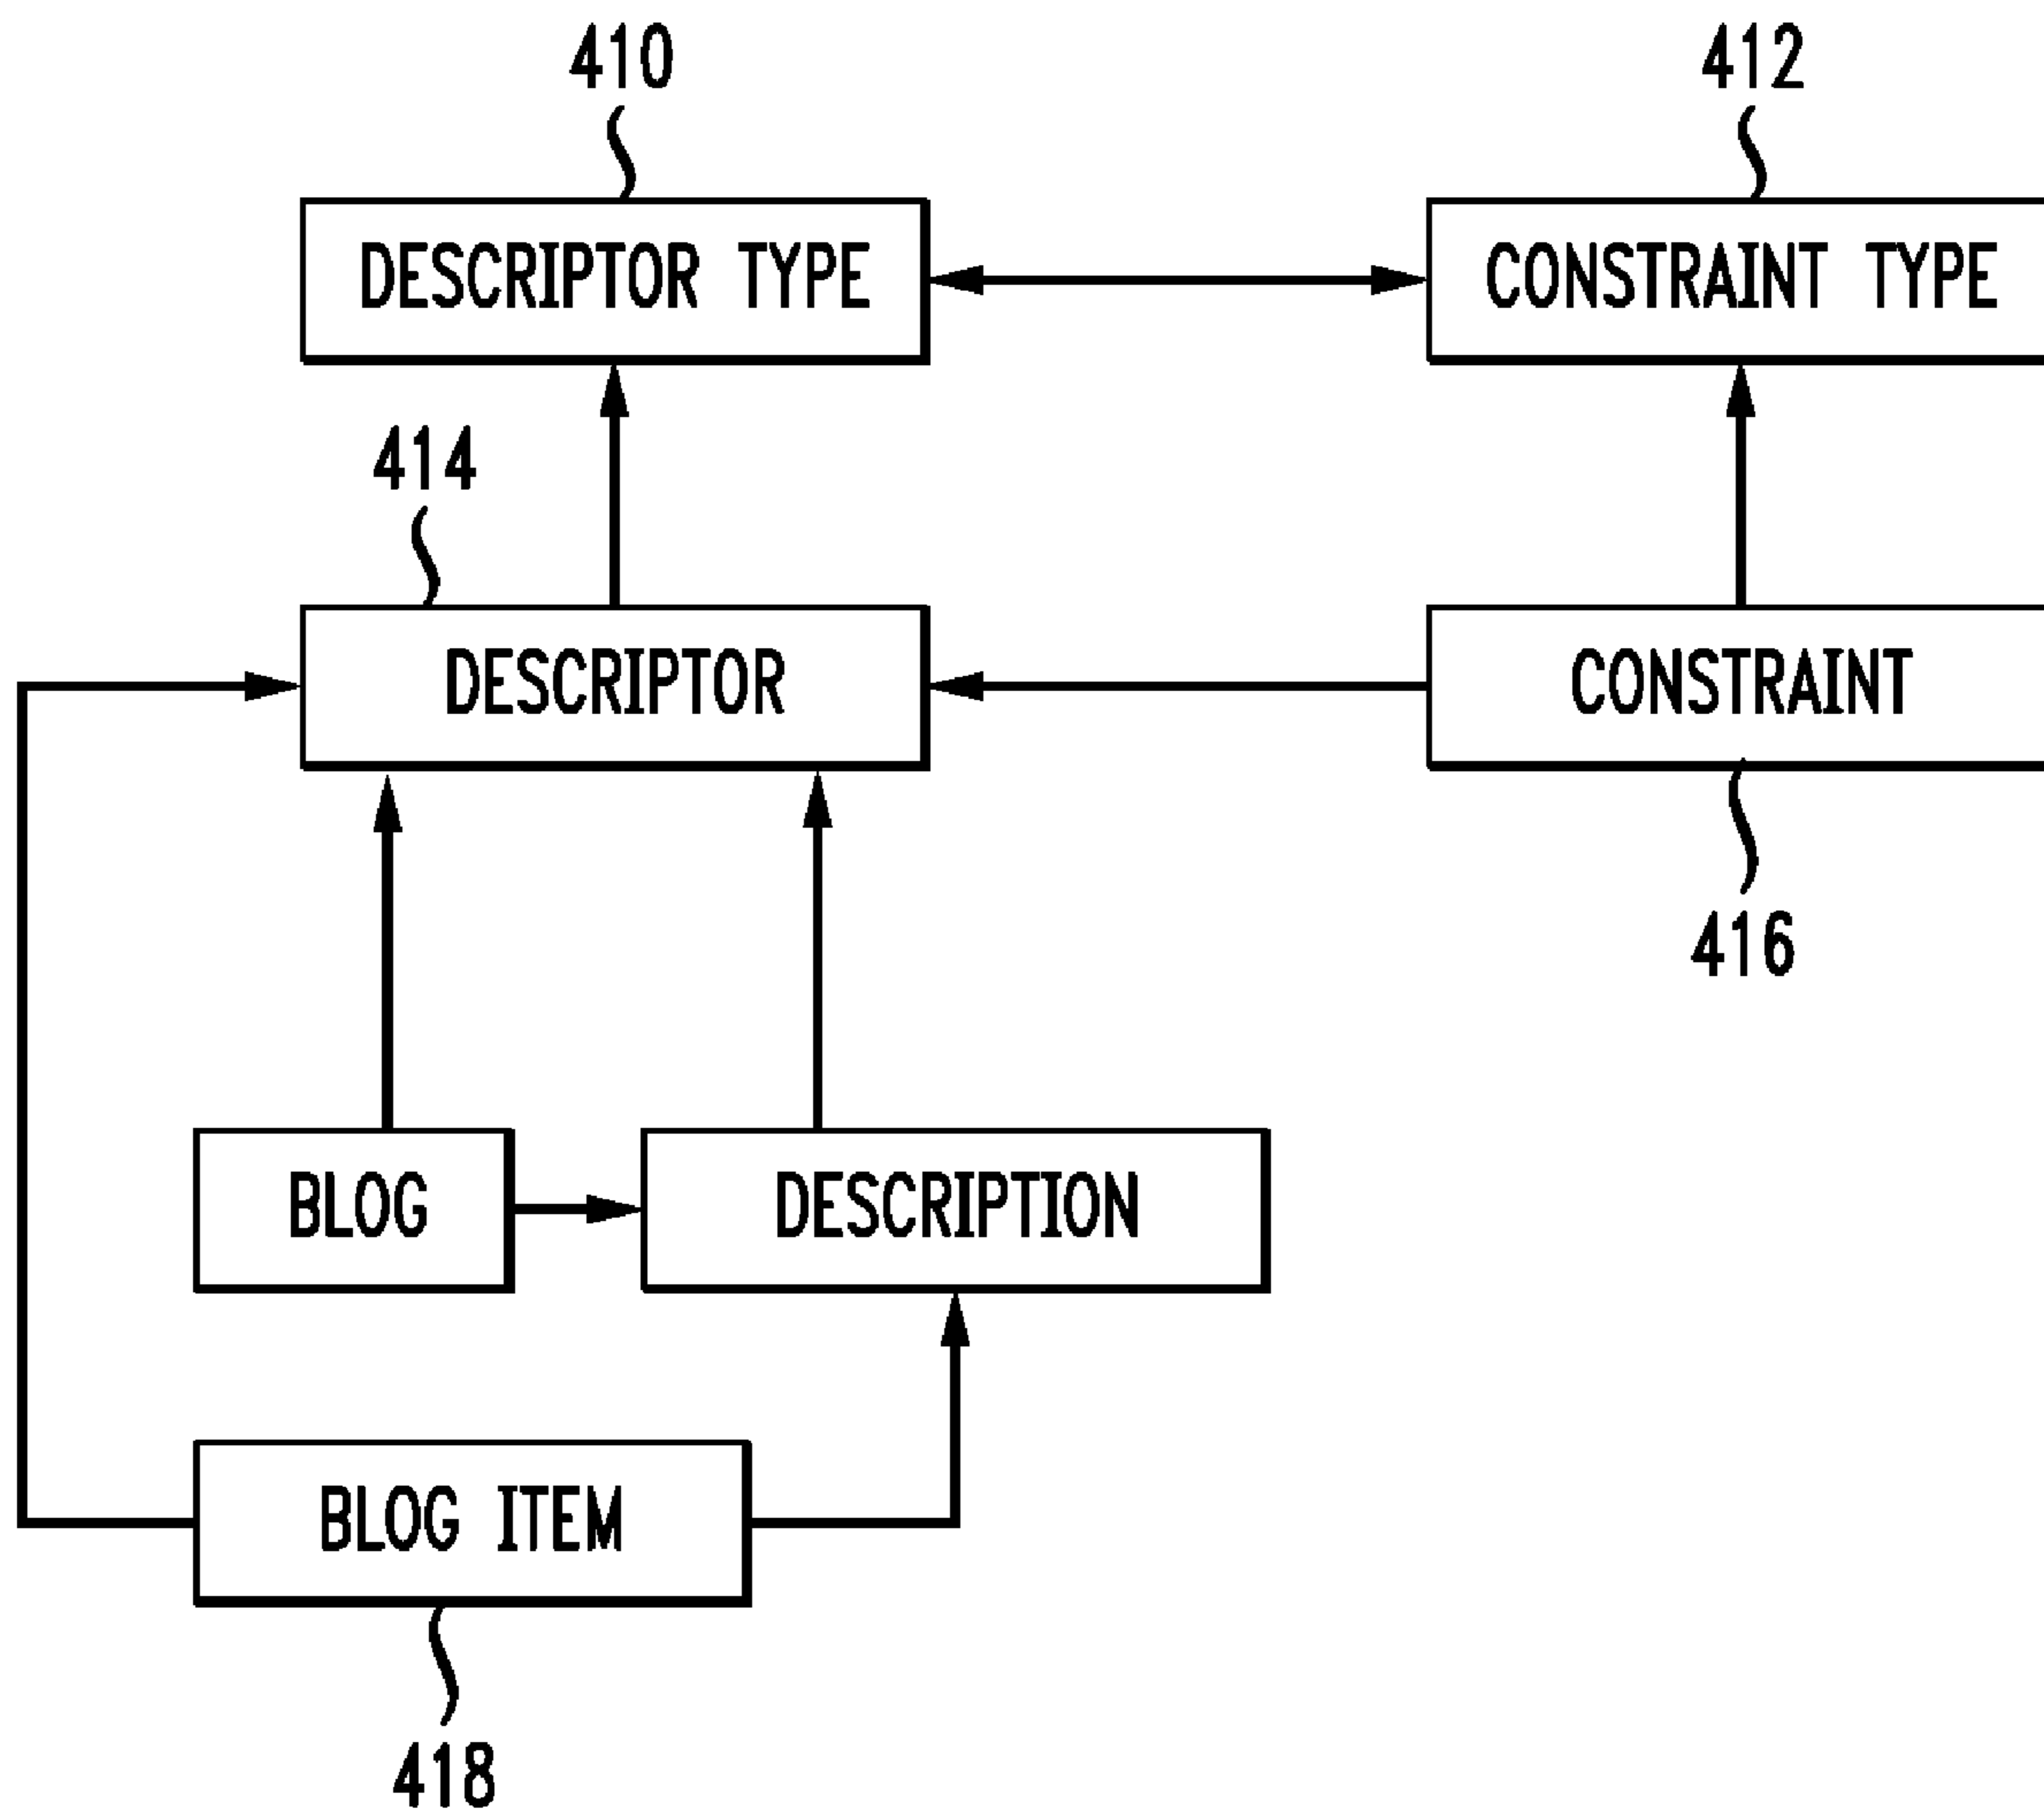 410
412
DESCRIPTOR TYPE
CONSTRAINT TYPE
414
DESCRIPTOR
CONSTRAINT
416
BLOG
DESCRIPTION
BLOG ITEM
418